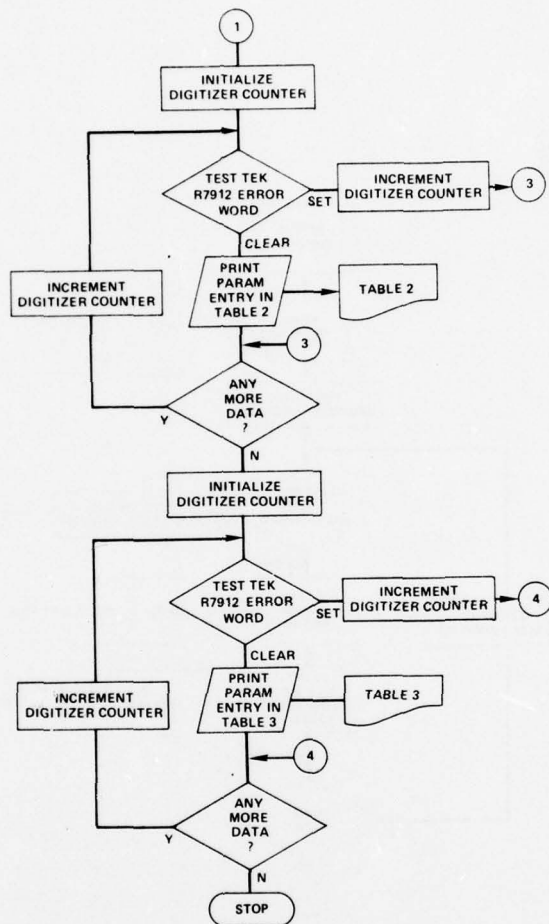 1
INITIALIZE
DIGITIZER COUNTER
TEST TEK
R7912 ERROR
WORD
SET
INCREMENT
DIGITIZER COUNTER
3
CLEAR
INCREMENT
DIGITIZER COUNTER
PRINT
PARAM
ENTRY IN
TABLE 2
TABLE 2
3
ANY
MORE
DATA
?
Y
N
INITIALIZE
DIGITIZER COUNTER
TEST TEK
R7912 ERROR
WORD
SET
INCREMENT
DIGITIZER COUNTER
4
CLEAR
INCREMENT
DIGITIZER COUNTER
PRINT
PARAM
ENTRY IN
TABLE 3
TABLE 3
4
ANY
MORE
DATA
?
Y
N
STOP